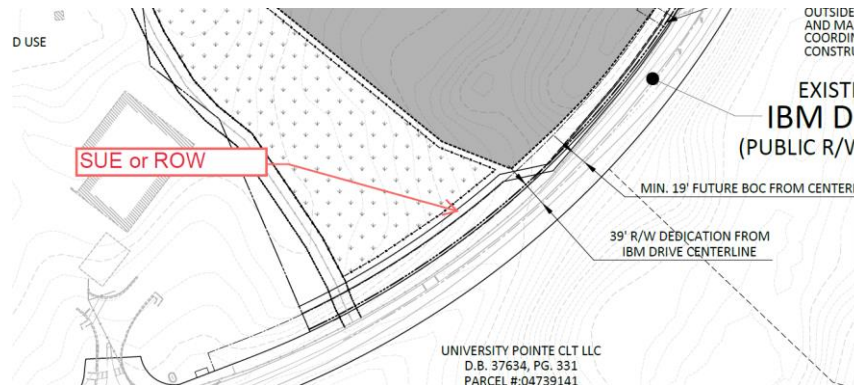 OUTSIDE
AND MA
COORDIN
CONSTRU
D USE
EXIST
IBM D
(PUBLIC R/W
SUE or ROW
MIN. 19' FUTURE BOC FROM CENTER
39' R/W DEDICATION FROM
IBM DRIVE CENTERLINE
UNIVERSITY POINTE CLT LLC
D.B. 37634, PG. 331
PARCEL #:04739141